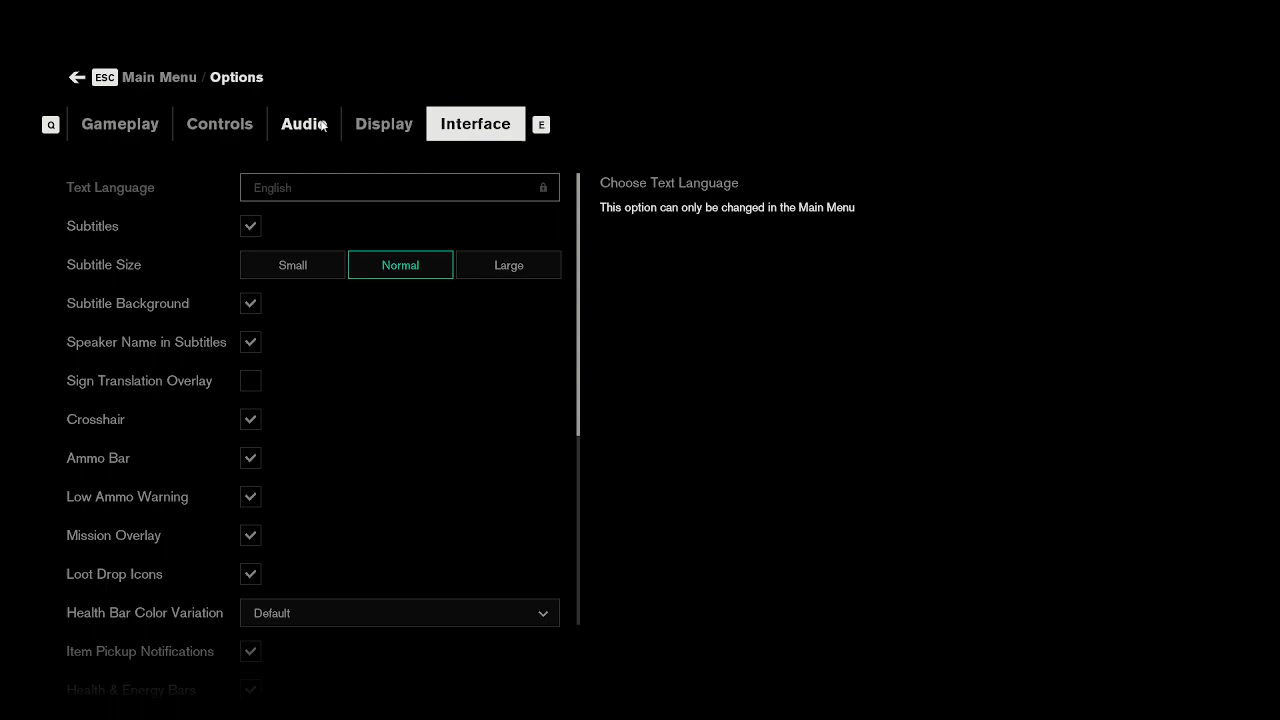 ESC Main Menu / Options
Q Gameplay Controls Audio Display Interface E
Text Language English
Choose Text Language
This option can only be changed in the Main Menu
Subtitles
Subtitle Size Small Normal Large
Subtitle Background
Speaker Name in Subtitles
Sign Translation Overlay
Crosshair
Ammo Bar
Low Ammo Warning
Mission Overlay
Loot Drop Icons
Health Bar Color Variation Default
Item Pickup Notifications
Health & Energy Bars